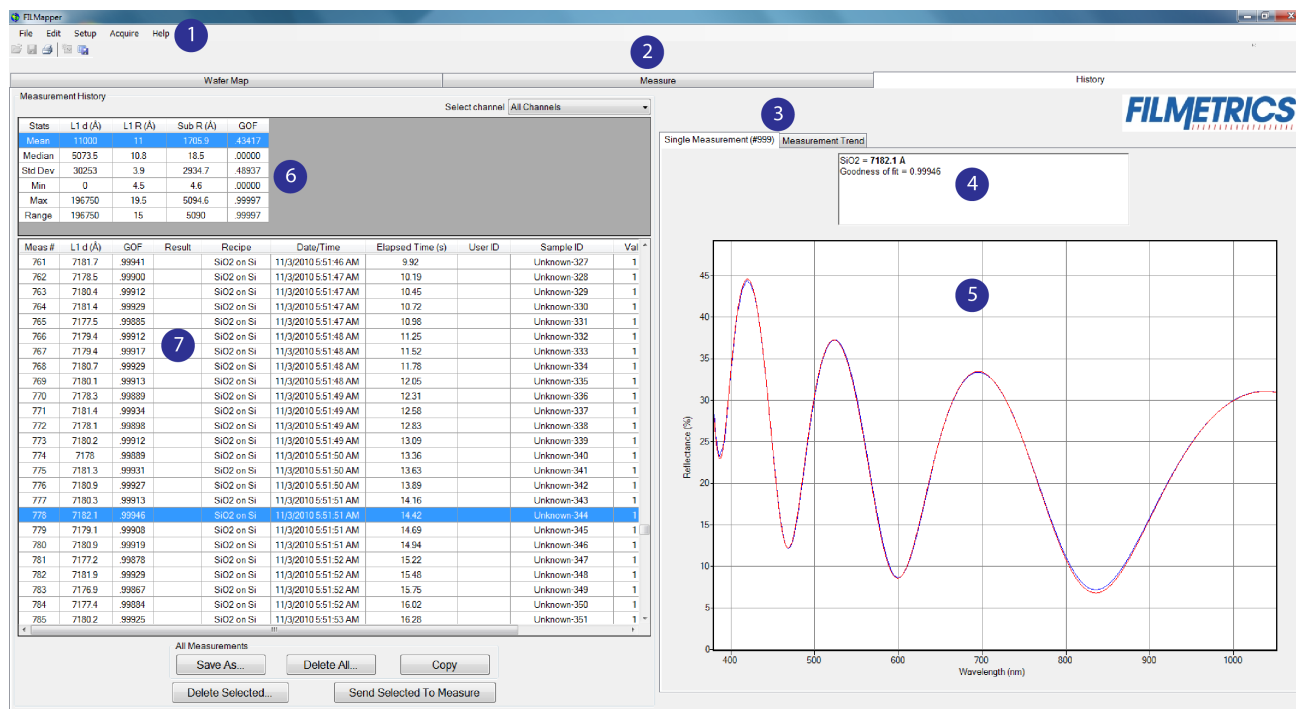 FILMapper
File Edit Setup Acquire Help
1
2
Wafer Map Measure History
Measurement History
Select channel All Channels
Stats L1 d (Å) L1 R (Å) Sub R (Å) GOF
Mean 11000 11 1705.9 .43417
Median 5073.5 10.8 18.5 .00000
Std Dev 30253 3.9 2934.7 .48937
Min 0 4.5 4.6 .00000
Max 196750 19.5 5094.6 .99997
Range 196750 15 5090 .99997
6
Meas # L1 d (Å) GOF Result Recipe Date/Time Elapsed Time (s) User ID Sample ID Val
761 7181.7 .99941 SiO2 on Si 11/3/2010 5:51:46 AM 9.92 Unknown-327 1
762 7178.5 .99900 SiO2 on Si 11/3/2010 5:51:47 AM 10.19 Unknown-328 1
763 7180.4 .99912 SiO2 on Si 11/3/2010 5:51:47 AM 10.45 Unknown-329 1
764 7181.4 .99929 SiO2 on Si 11/3/2010 5:51:47 AM 10.72 Unknown-330 1
765 7177.5 .99885 SiO2 on Si 11/3/2010 5:51:47 AM 10.98 Unknown-331 1
766 7179.4 .99912 SiO2 on Si 11/3/2010 5:51:48 AM 11.25 Unknown-332 1
767 7179.4 .99917 SiO2 on Si 11/3/2010 5:51:48 AM 11.52 Unknown-333 1
7
768 7180.7 .99929 SiO2 on Si 11/3/2010 5:51:48 AM 11.78 Unknown-334 1
769 7180.1 .99913 SiO2 on Si 11/3/2010 5:51:48 AM 12.05 Unknown-335 1
770 7178.3 .99889 SiO2 on Si 11/3/2010 5:51:49 AM 12.31 Unknown-336 1
771 7181.4 .99934 SiO2 on Si 11/3/2010 5:51:49 AM 12.58 Unknown-337 1
772 7178.1 .99898 SiO2 on Si 11/3/2010 5:51:49 AM 12.83 Unknown-338 1
773 7180.2 .99912 SiO2 on Si 11/3/2010 5:51:49 AM 13.09 Unknown-339 1
774 7178 .99889 SiO2 on Si 11/3/2010 5:51:50 AM 13.36 Unknown-340 1
775 7181.3 .99931 SiO2 on Si 11/3/2010 5:51:50 AM 13.63 Unknown-341 1
776 7180.9 .99927 SiO2 on Si 11/3/2010 5:51:50 AM 13.89 Unknown-342 1
777 7180.3 .99913 SiO2 on Si 11/3/2010 5:51:51 AM 14.16 Unknown-343 1
778 7182.1 .99946 SiO2 on Si 11/3/2010 5:51:51 AM 14.42 Unknown-344 1
779 7179.1 .99908 SiO2 on Si 11/3/2010 5:51:51 AM 14.69 Unknown-345 1
780 7180.9 .99919 SiO2 on Si 11/3/2010 5:51:51 AM 14.94 Unknown-346 1
781 7177.2 .99878 SiO2 on Si 11/3/2010 5:51:52 AM 15.22 Unknown-347 1
782 7181.9 .99929 SiO2 on Si 11/3/2010 5:51:52 AM 15.48 Unknown-348 1
783 7176.9 .99867 SiO2 on Si 11/3/2010 5:51:52 AM 15.75 Unknown-349 1
784 7177.4 .99884 SiO2 on Si 11/3/2010 5:51:52 AM 16.02 Unknown-350 1
785 7180.2 .99925 SiO2 on Si 11/3/2010 5:51:53 AM 16.28 Unknown-351 1
All Measurements
Save As... Delete All... Copy
Delete Selected... Send Selected To Measure
FILMETRICS
3
Single Measurement (#999) Measurement Trend
SiO2 = 7182.1 Å
Goodness of fit = 0.99946
4
5
Reflectance (%)
45
40
35
30
25
20
15
10
5
0
400 500 600 700 800 900 1000
Wavelength (nm)